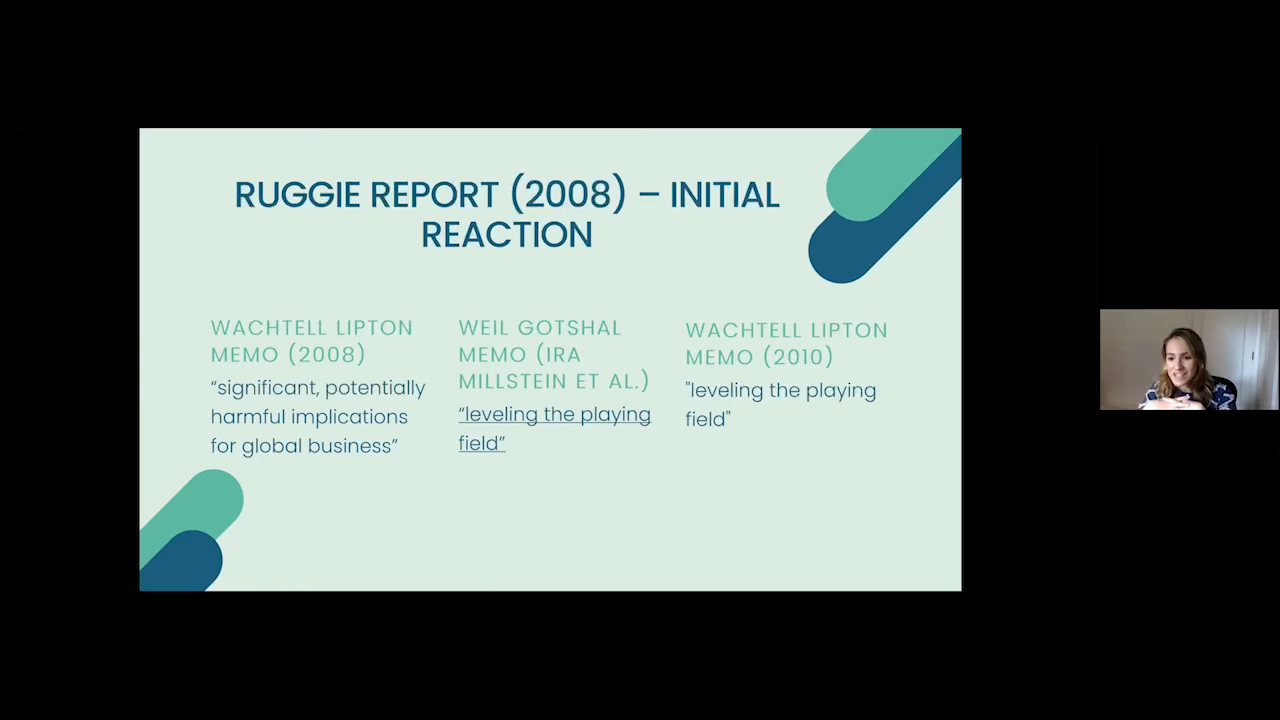 RUGGIE REPORT (2008) – INITIAL
REACTION
WACHTELL LIPTON
MEMO (2008)
“significant, potentially
harmful implications
for global business”
WEIL GOTSHAL
MEMO (IRA
MILLSTEIN ET AL.)
“leveling the playing
field”
WACHTELL LIPTON
MEMO (2010)
"leveling the playing
field"